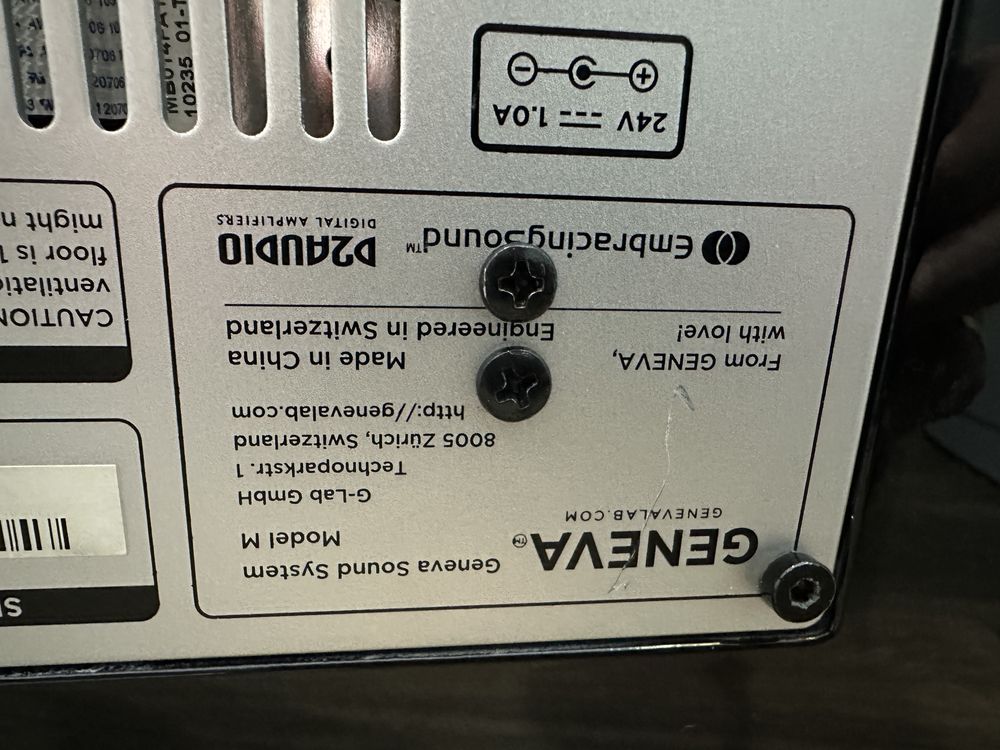 GENEVA™
GENEVALAB.COM
Geneva Sound System
Model M
G-Lab GmbH
Technoparkstr. 1
8005 Zürich, Switzerland
http://genevalab.com
From GENEVA,
with love!
Made in China
Engineered in Switzerland
EmbracingSound™
D2AUDIO
DIGITAL AMPLIFIERS
CAUTION
floor is
might
24V 1.0A
10235 01-T